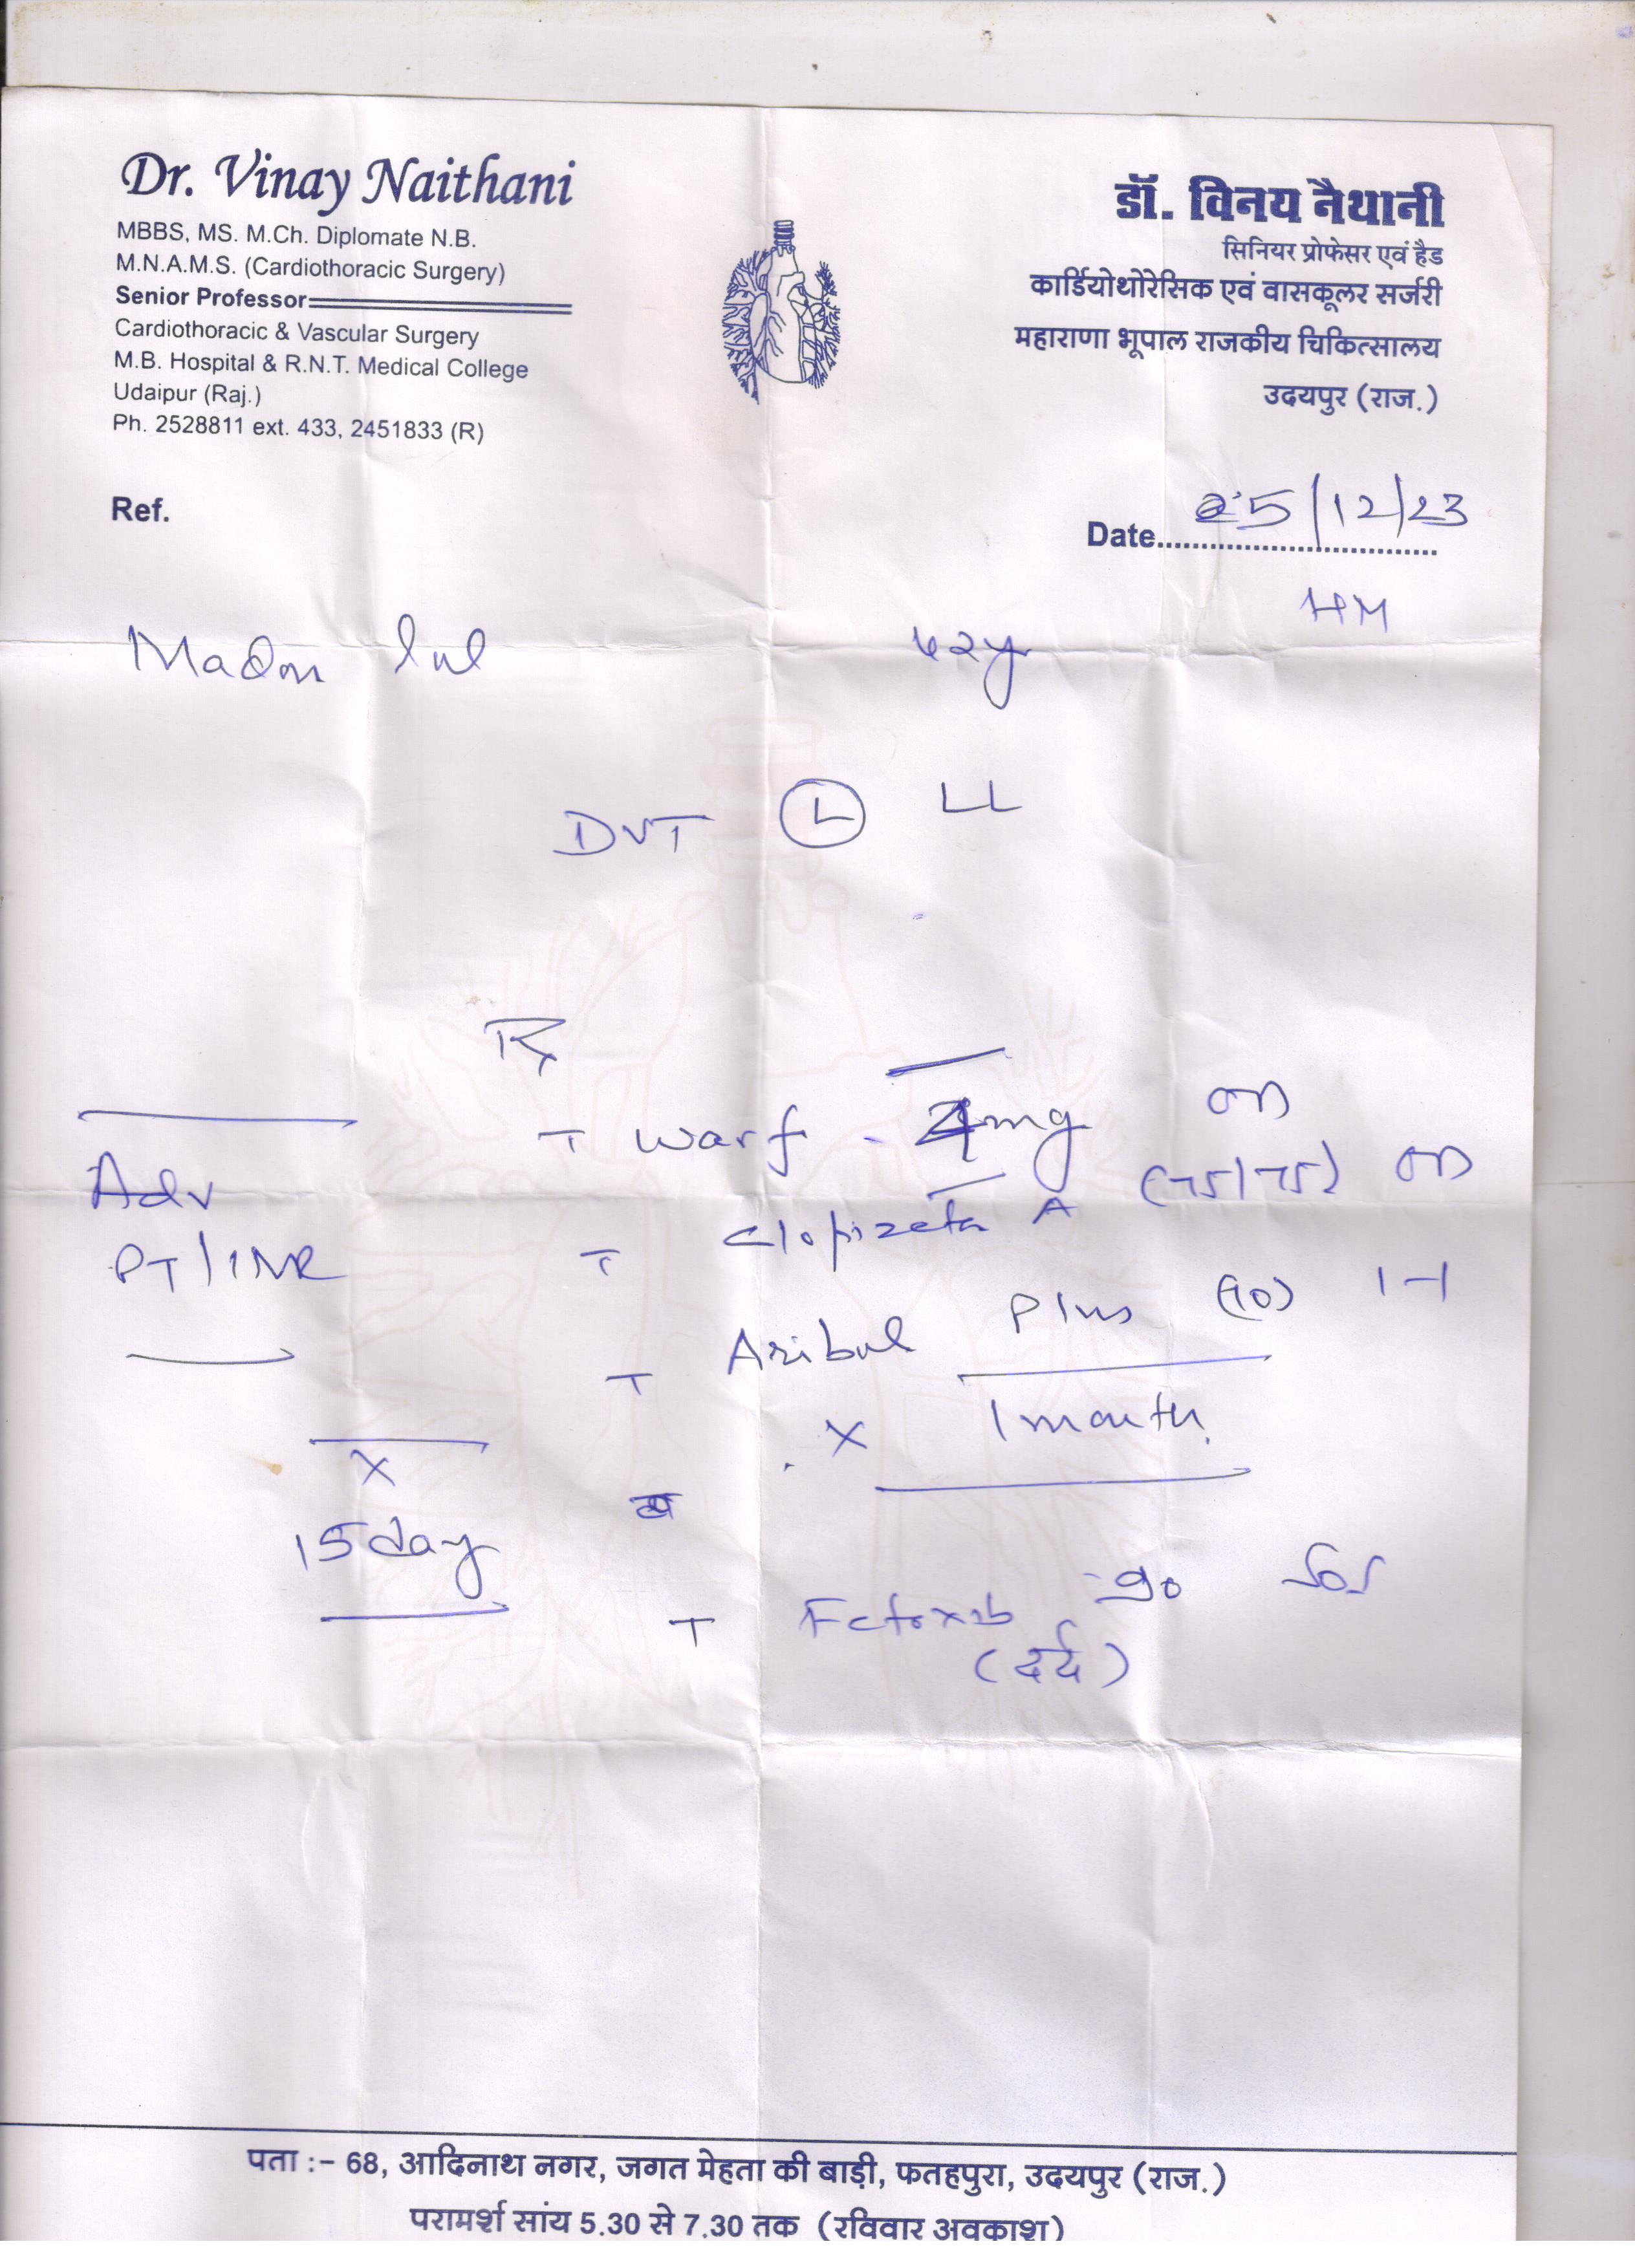 Dr. Vinay Naithani
MBBS, MS. M.Ch. Diplomate N.B.
M.N.A.M.S. (Cardiothoracic Surgery)
Senior Professor
Cardiothoracic & Vascular Surgery
M.B. Hospital & R.N.T. Medical College
Udaipur (Raj.)
Ph. 2528811 ext. 433, 2451833 (R)
डॉ. विनय नैथानी
सिनियर प्रोफेसर एवं हैड
कार्डियोथोरेसिक एवं वासकूलर सर्जरी
महाराणा भूपाल राजकीय चिकित्सालय
उदयपुर (राज.)
Ref.
Date 25/12/23
Madan lal
DVT Ⓛ LL
Rx
T warf - 4mg OD
T Clopizeta A (75/75) OD
T Plus (10) 1-1
x 1 month.
T 90 SOS
(दर्द)
Adv
PT/INR
x
15 day
पता :- 68, आदिनाथ नगर, जगत मेहता की बाड़ी, फतहपुरा, उदयपुर (राज.)
परामर्श सांय 5.30 से 7.30 तक (रविवार अवकाश)